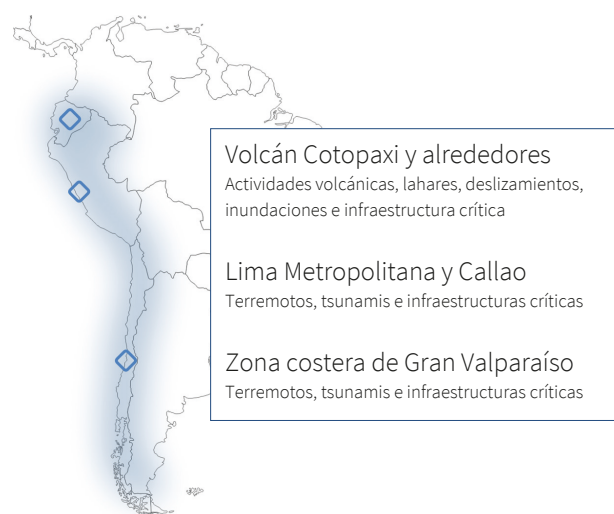 Volcán Cotopaxi y alrededores
Actividades volcánicas, lahares, deslizamientos,
inundaciones e infraestructura crítica
Lima Metropolitana y Callao
Terremotos, tsunamis e infraestructuras críticas
Zona costera de Gran Valparaíso
Terremotos, tsunamis e infraestructuras críticas